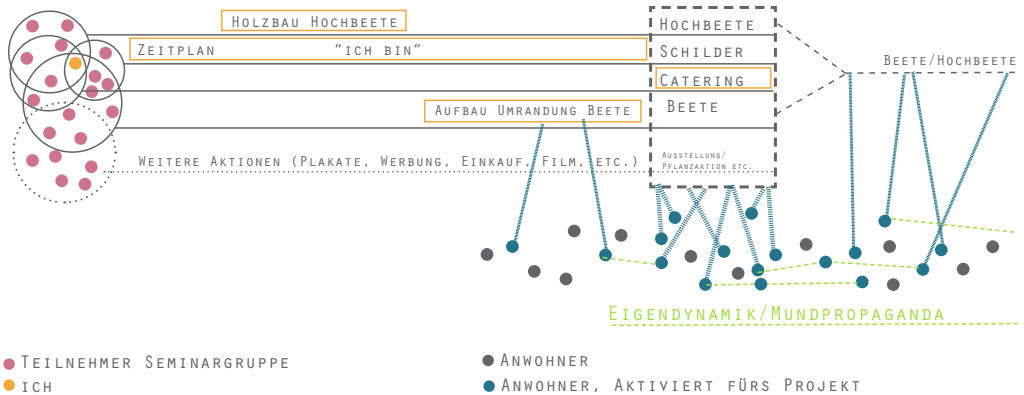 Holzbau Hochbeete
Hochbeete
Zeitplan "ich bin"
Schilder
Beete/Hochbeete
Catering
Aufbau Umrandung Beete
Beete
Weitere Aktionen (Plakate, Werbung, Einkauf, Film, etc.)
Ausstellung/
Pflanzaktion etc.
Eigendynamik/Mundpropaganda
Teilnehmer Seminargruppe
ich
Anwohner
Anwohner, Aktiviert fürs Projekt